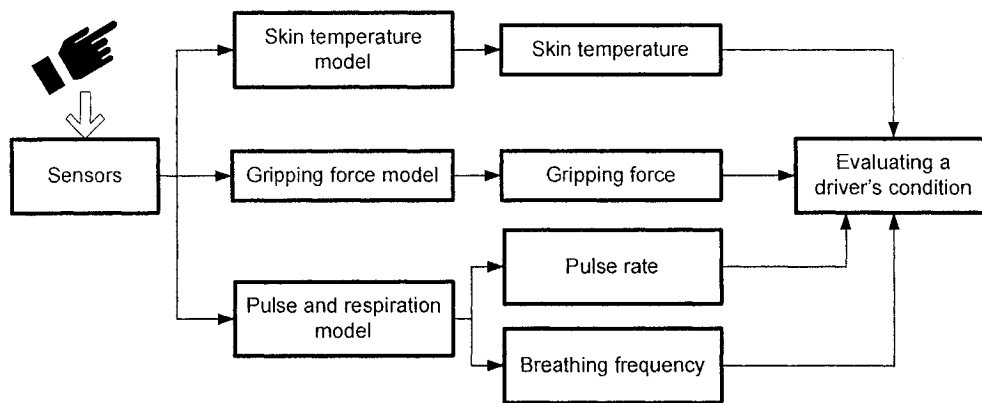 Skin temperature
model
Skin temperature
Sensors
Gripping force model
Gripping force
Evaluating a
driver's condition
Pulse and respiration
model
Pulse rate
Breathing frequency